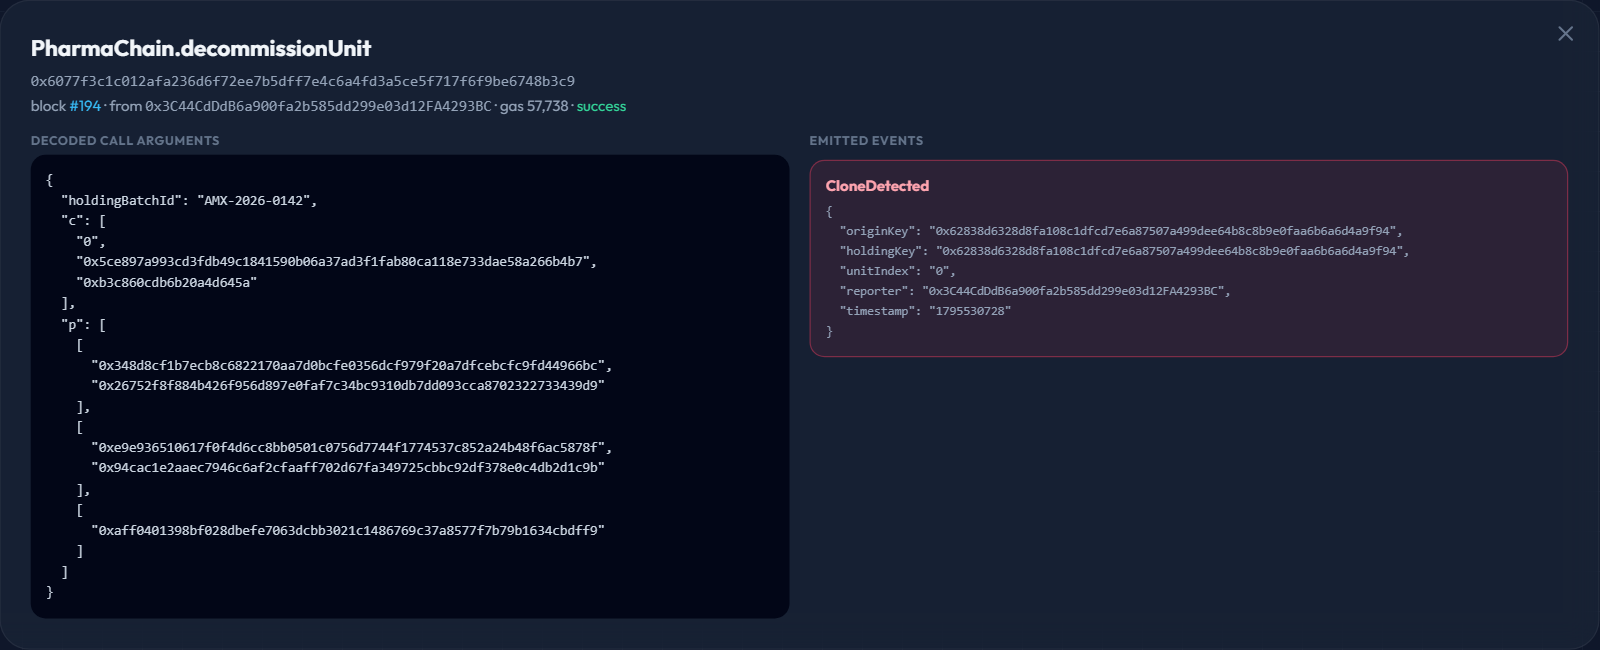 PharmaChain.decommissionUnit
0x6077f3c1c012afa236d6f72ee7b5dff7e4c6a4fd3a5ce5f717f6f9be6748b3c9
block #194 · from 0x3C44CdDdB6a900fa2b585dd299e03d12FA4293BC · gas 57,738 · success
DECODED CALL ARGUMENTS
{
"holdingBatchId": "AMX-2026-0142",
"c": [
"0",
"0x5ce897a993cd3fdb49c1841590b06a37ad3f1fab80ca118e733dae58a266b4b7",
"0xb3c860cdb6b20a4d645a"
],
"p": [
[
"0x348d8cf1b7ecb8c6822170aa7d0bcfe0356dcf979f20a7dfcebcfc9fd44966bc",
"0x26752f8f884b426f956d897e0faf7c34bc9310db7dd093cca8702322733439d9"
],
[
"0xe9e936510617f0f4d6cc8bb0501c0756d7744f1774537c852a24b48f6ac5878f",
"0x94cac1e2aaec7946c6af2cfaaff702d67fa349725cbbc92df378e0c4db2d1c9b"
],
[
"0xaff0401398bf028dbefe7063dcbb3021c1486769c37a8577f7b79b1634cbdff9"
]
]
}
EMITTED EVENTS
CloneDetected
{
"originKey": "0x62838d6328d8fa108c1dfcd7e6a87507a499dee64b8c8b9e0faa6b6a6d4a9f94",
"holdingKey": "0x62838d6328d8fa108c1dfcd7e6a87507a499dee64b8c8b9e0faa6b6a6d4a9f94",
"unitIndex": "0",
"reporter": "0x3C44CdDdB6a900fa2b585dd299e03d12FA4293BC",
"timestamp": "1795530728"
}